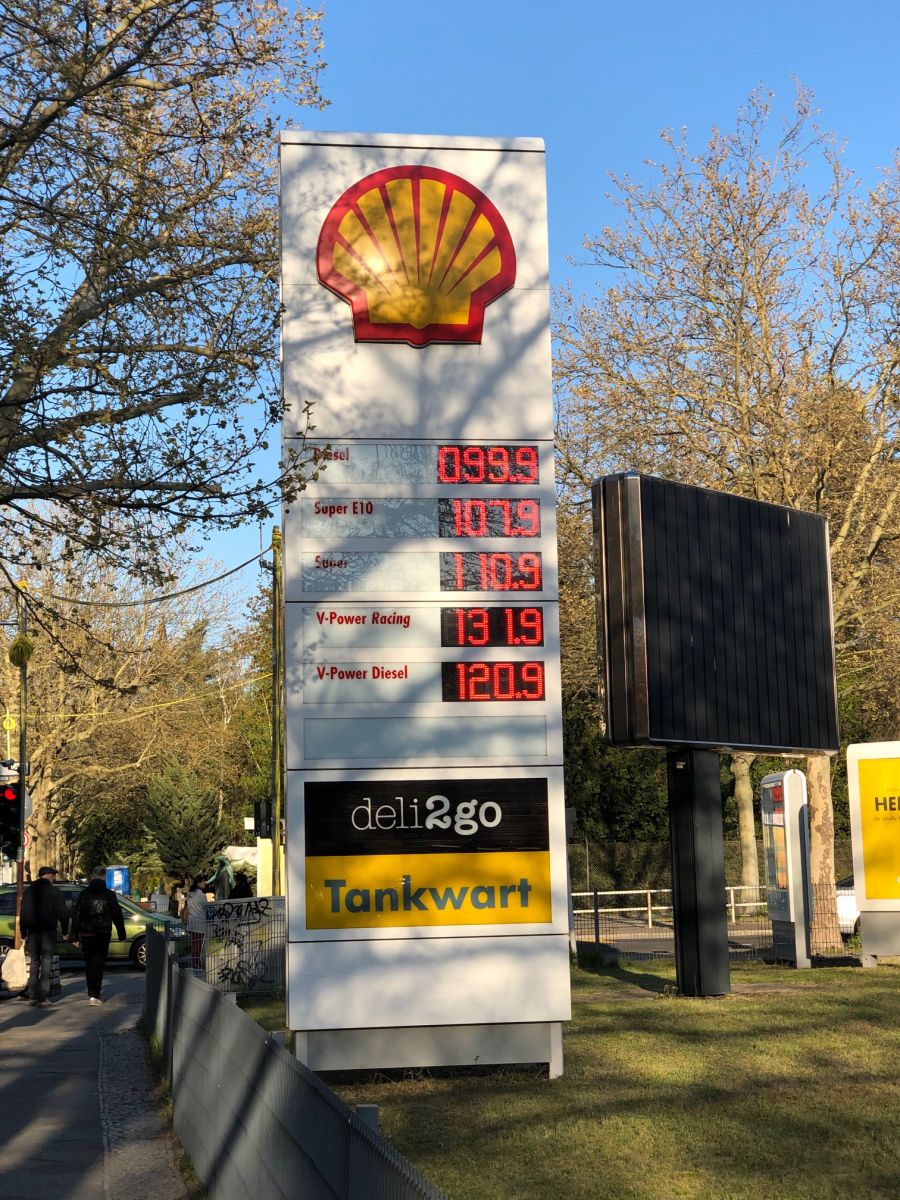 Diesel 099.9
Super E10 107.9
Super 110.9
V-Power Racing 131.9
V-Power Diesel 120.9
deli2go
Tankwart